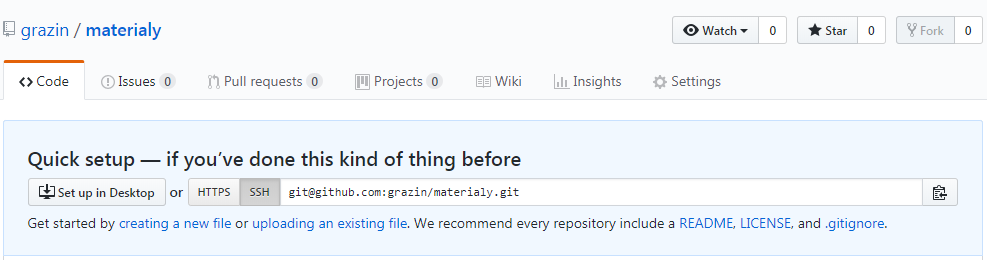 grazin / materialy
Watch 0 Star 0 Fork 0
Code Issues 0 Pull requests 0 Projects 0 Wiki Insights Settings
Quick setup — if you’ve done this kind of thing before
Set up in Desktop or HTTPS SSH git@github.com:grazin/materialy.git
Get started by creating a new file or uploading an existing file. We recommend every repository include a README, LICENSE, and .gitignore.